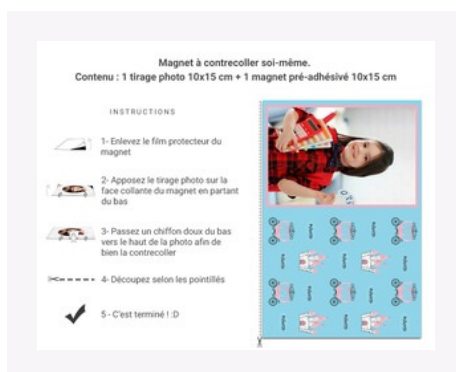 Magnet à contrecoller soi-même.
Contenu : 1 tirage photo 10x15 cm + 1 magnet pré-adhésivé 10x15 cm
INSTRUCTIONS
1- Enlevez le film protecteur du
magnet
2- Apposez le tirage photo sur la
face collante du magnet en partant
du bas
3- Passez un chiffon doux du bas
vers le haut de la photo afin de
bien la contrecoller
4- Découpez selon les pointillés
5 - C'est terminé ! :D